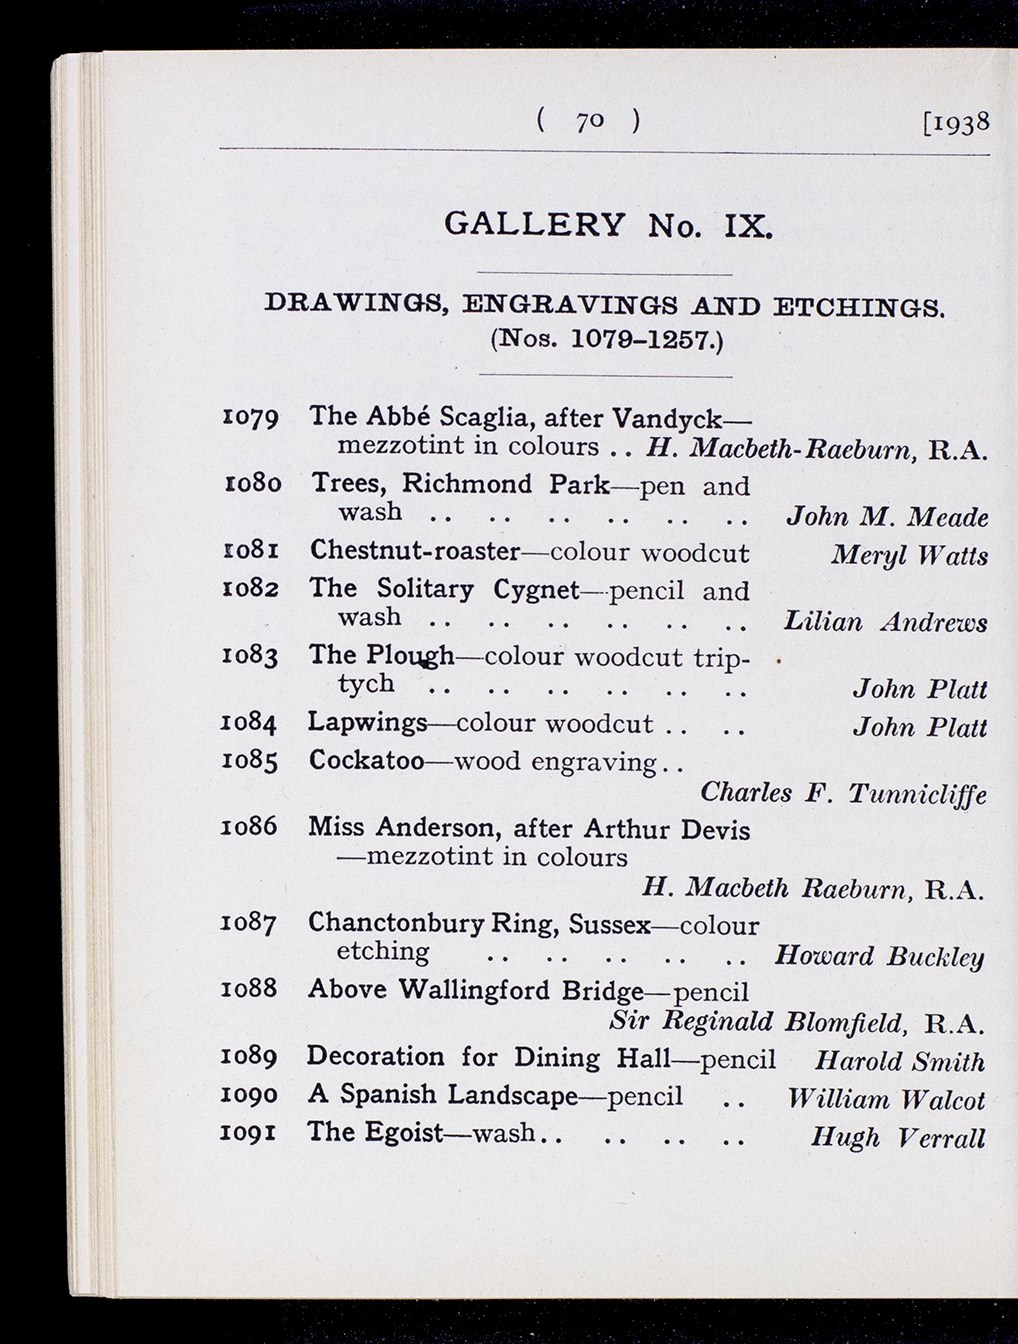 ( 70 ) [1938
GALLERY No. IX.
DRAWINGS, ENGRAVINGS AND ETCHINGS.
(Nos. 1079–1257.)
1079 The Abbé Scaglia, after Vandyck—
mezzotint in colours .. H. Macbeth-Raeburn, R.A.
1080 Trees, Richmond Park—pen and
wash .. .. .. .. .. .. John M. Meade
1081 Chestnut-roaster—colour woodcut Meryl Watts
1082 The Solitary Cygnet—pencil and
wash .. .. .. .. .. .. Lilian Andrews
1083 The Plough—colour woodcut trip-
tych .. .. .. .. .. .. John Platt
1084 Lapwings—colour woodcut .. .. John Platt
1085 Cockatoo—wood engraving..
Charles F. Tunnicliffe
1086 Miss Anderson, after Arthur Devis
—mezzotint in colours
H. Macbeth Raeburn, R.A.
1087 Chanctonbury Ring, Sussex—colour
etching .. .. .. .. .. Howard Buckley
1088 Above Wallingford Bridge—pencil
Sir Reginald Blomfield, R.A.
1089 Decoration for Dining Hall—pencil Harold Smith
1090 A Spanish Landscape—pencil .. William Walcot
1091 The Egoist—wash.. .. .. .. Hugh Verrall